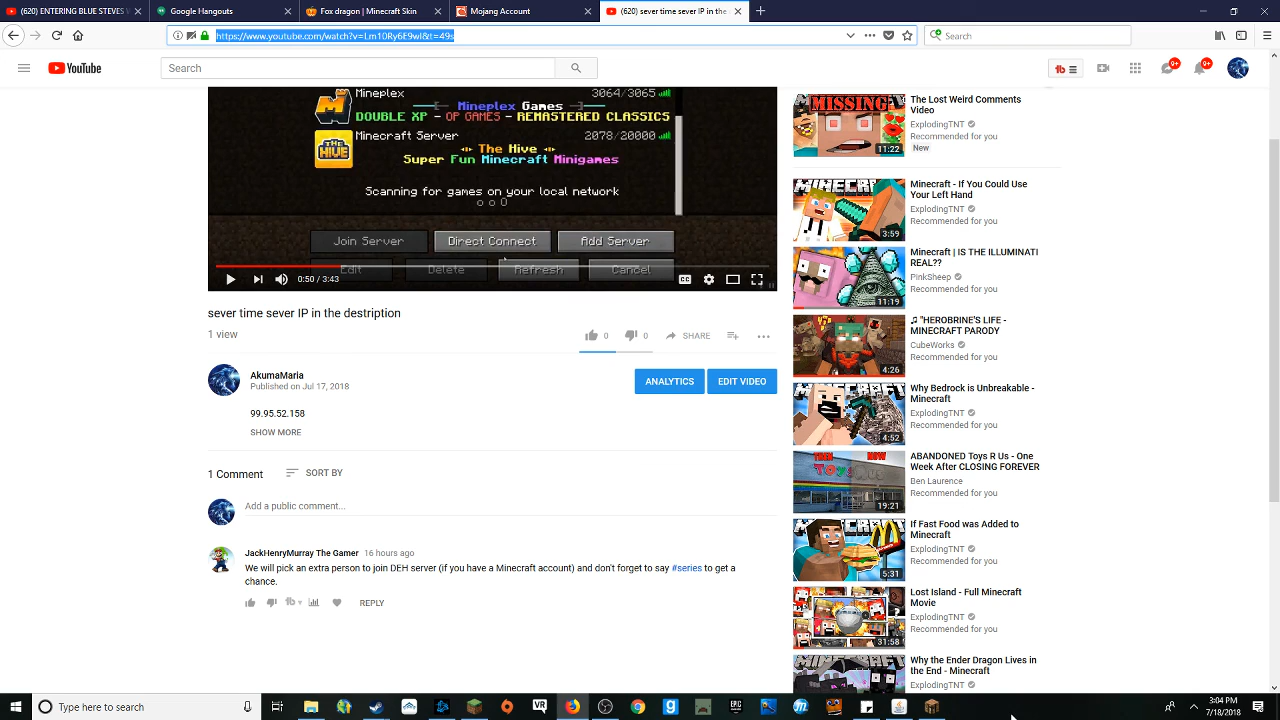 (620) ENTERING BLUE STEVES W
Google Hangouts
Fox dragon | Minecraft Skin
Mojang Account
(620) sever time sever IP in the
https://www.youtube.com/watch?v=Lm10Ry6E9wI&t=49s
Search
YouTube
Search
9+
9+
Mineplex
3064/3065
Mineplex Games
DOUBLE XP - OP GAMES - REMASTERED CLASSICS
Minecraft Server
2078/20000
THE HIVE
The Hive
Super Fun Minecraft Minigames
Scanning for games on your local network
Join Server
Direct Connect
Add Server
Edit
Delete
Refresh
Cancel
0:50 / 3:43
CC
sever time sever IP in the destription
1 view
0
0
SHARE
AkumaMaria
Published on Jul 17, 2018
ANALYTICS
EDIT VIDEO
99.95.52.158
SHOW MORE
1 Comment
SORT BY
Add a public comment...
JackHenryMurray The Gamer 16 hours ago
We will pick an extra person to join DEH server (if you have a Minecraft account) and don't forget to say #series to get a
chance.
REPLY
MISSING
11:22
The Lost Weird Comments
Video
ExplodingTNT
Recommended for you
New
MINECRAFT
3:59
Minecraft - If You Could Use
Your Left Hand
ExplodingTNT
Recommended for you
11:19
Minecraft | IS THE ILLUMINATI
REAL??
PinkSheep
Recommended for you
4:26
♫ "HEROBRINE'S LIFE -
MINECRAFT PARODY
CubeWorks
Recommended for you
MINECRAFT
4:52
Why Bedrock is Unbreakable -
Minecraft
ExplodingTNT
Recommended for you
THEN
NOW
19:21
ABANDONED Toys R Us - One
Week After CLOSING FOREVER
Ben Laurence
Recommended for you
MINECRAFT
5:31
If Fast Food was Added to
Minecraft
ExplodingTNT
Recommended for you
31:58
Lost Island - Full Minecraft
Movie
ExplodingTNT
Recommended for you
MINECRAFT
Why the Ender Dragon Lives in
the End - Minecraft
ExplodingTNT
Type here to search
VR
EPIC
3:04 PM
7/18/2018